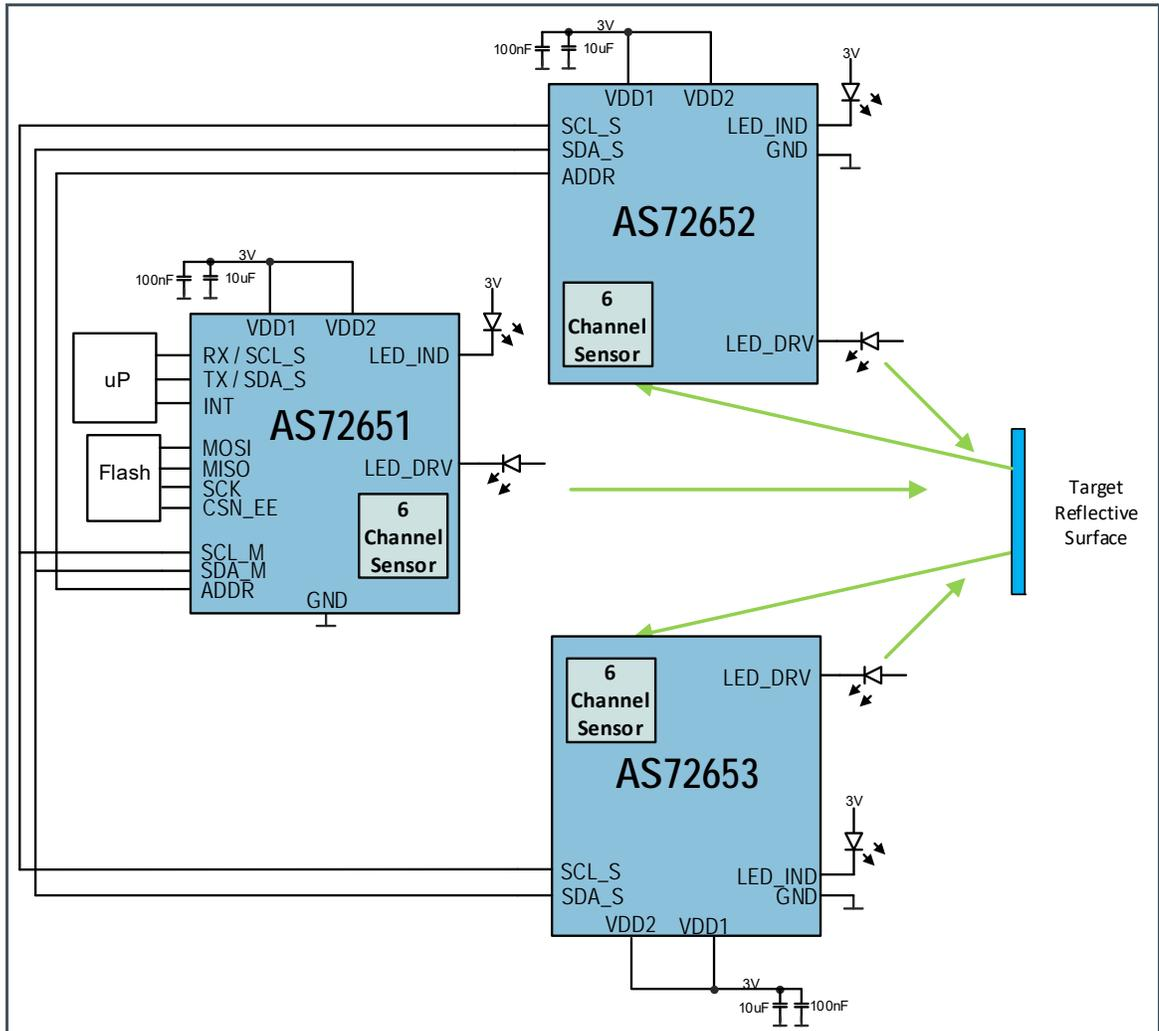 3V
100nF
10uF
VDD1
VDD2
3V
SCL_S
SDA_S
ADDR
LED_IND
GND
AS72652
6
Channel
Sensor
LED_DRV
3V
100nF
10uF
VDD1
VDD2
3V
uP
RX / SCL_S
TX / SDA_S
INT
LED_IND
AS72651
Flash
MOSI
MISO
SCK
CSN_EE
LED_DRV
6
Channel
Sensor
SCL_M
SDA_M
ADDR
GND
Target
Reflective
Surface
6
Channel
Sensor
LED_DRV
AS72653
3V
SCL_S
SDA_S
LED_IND
GND
VDD2
VDD1
3V
10uF
100nF